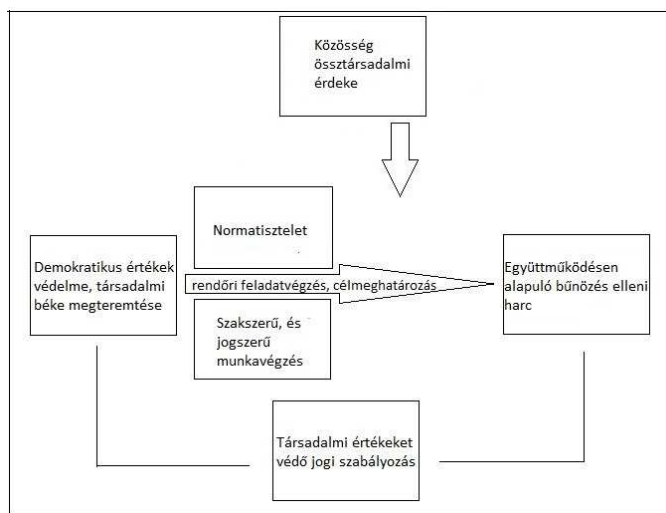 Közösség
össztársadalmi
érdeke
Normatisztelet
Demokratikus értékek
védelme, társadalmi
béke megteremtése
rendőri feladatvégzés, célmeghatározás
Együttműködésen
alapuló bűnözés elleni
harc
Szakszerű, és
jogszerű
munkavégzés
Társadalmi értékeket
védő jogi szabályozás